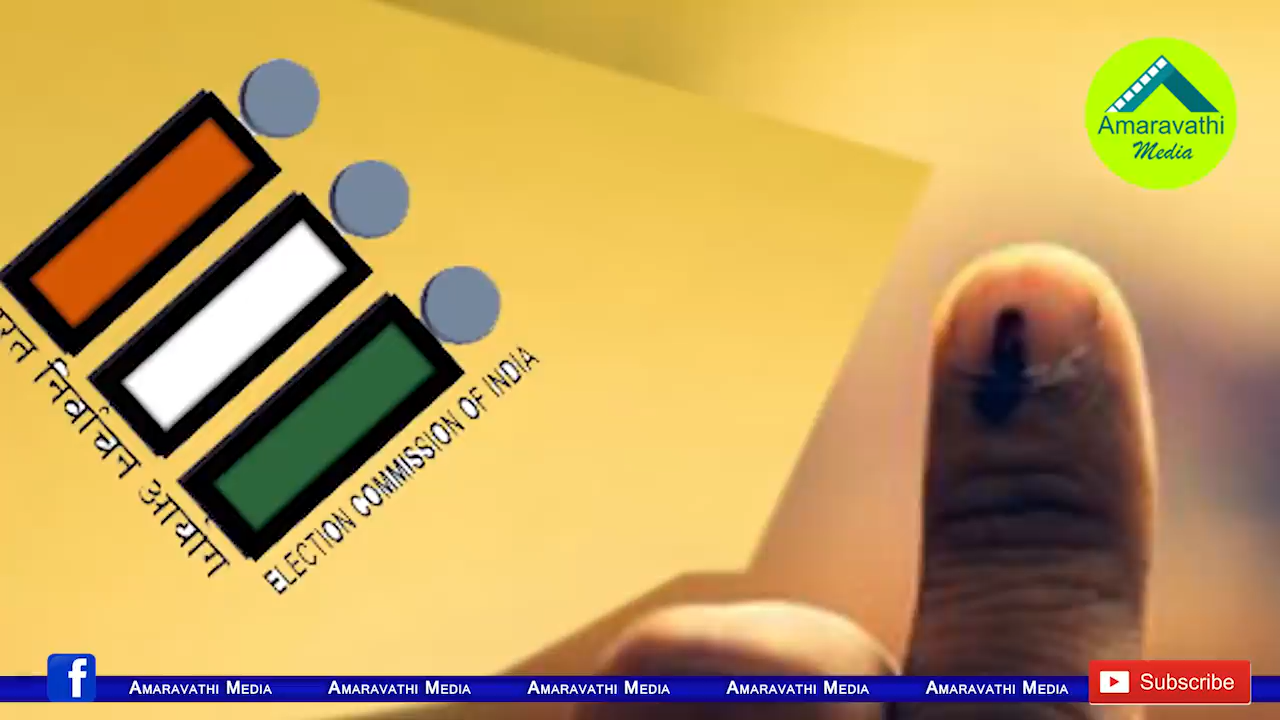 Amaravathi
Media
रत निर्वाचन आयोग
ELECTION COMMISSION OF INDIA
f
AMARAVATHI MEDIA AMARAVATHI MEDIA AMARAVATHI MEDIA AMARAVATHI MEDIA AMARAVATHI MEDIA
Subscribe